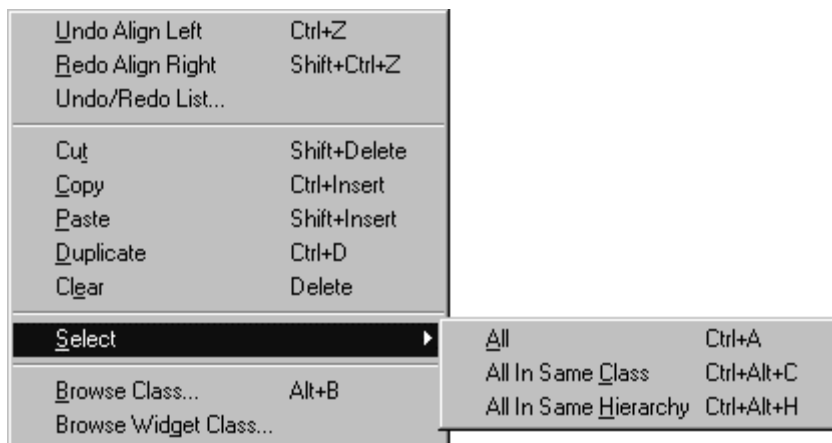 Undo Align Left Ctrl+Z
Redo Align Right Shift+Ctrl+Z
Undo/Redo List...
Cut Shift+Delete
Copy Ctrl+Insert
Paste Shift+Insert
Duplicate Ctrl+D
Clear Delete
Select
All Ctrl+A
All In Same Class Ctrl+Alt+C
All In Same Hierarchy Ctrl+Alt+H
Browse Class... Alt+B
Browse Widget Class...